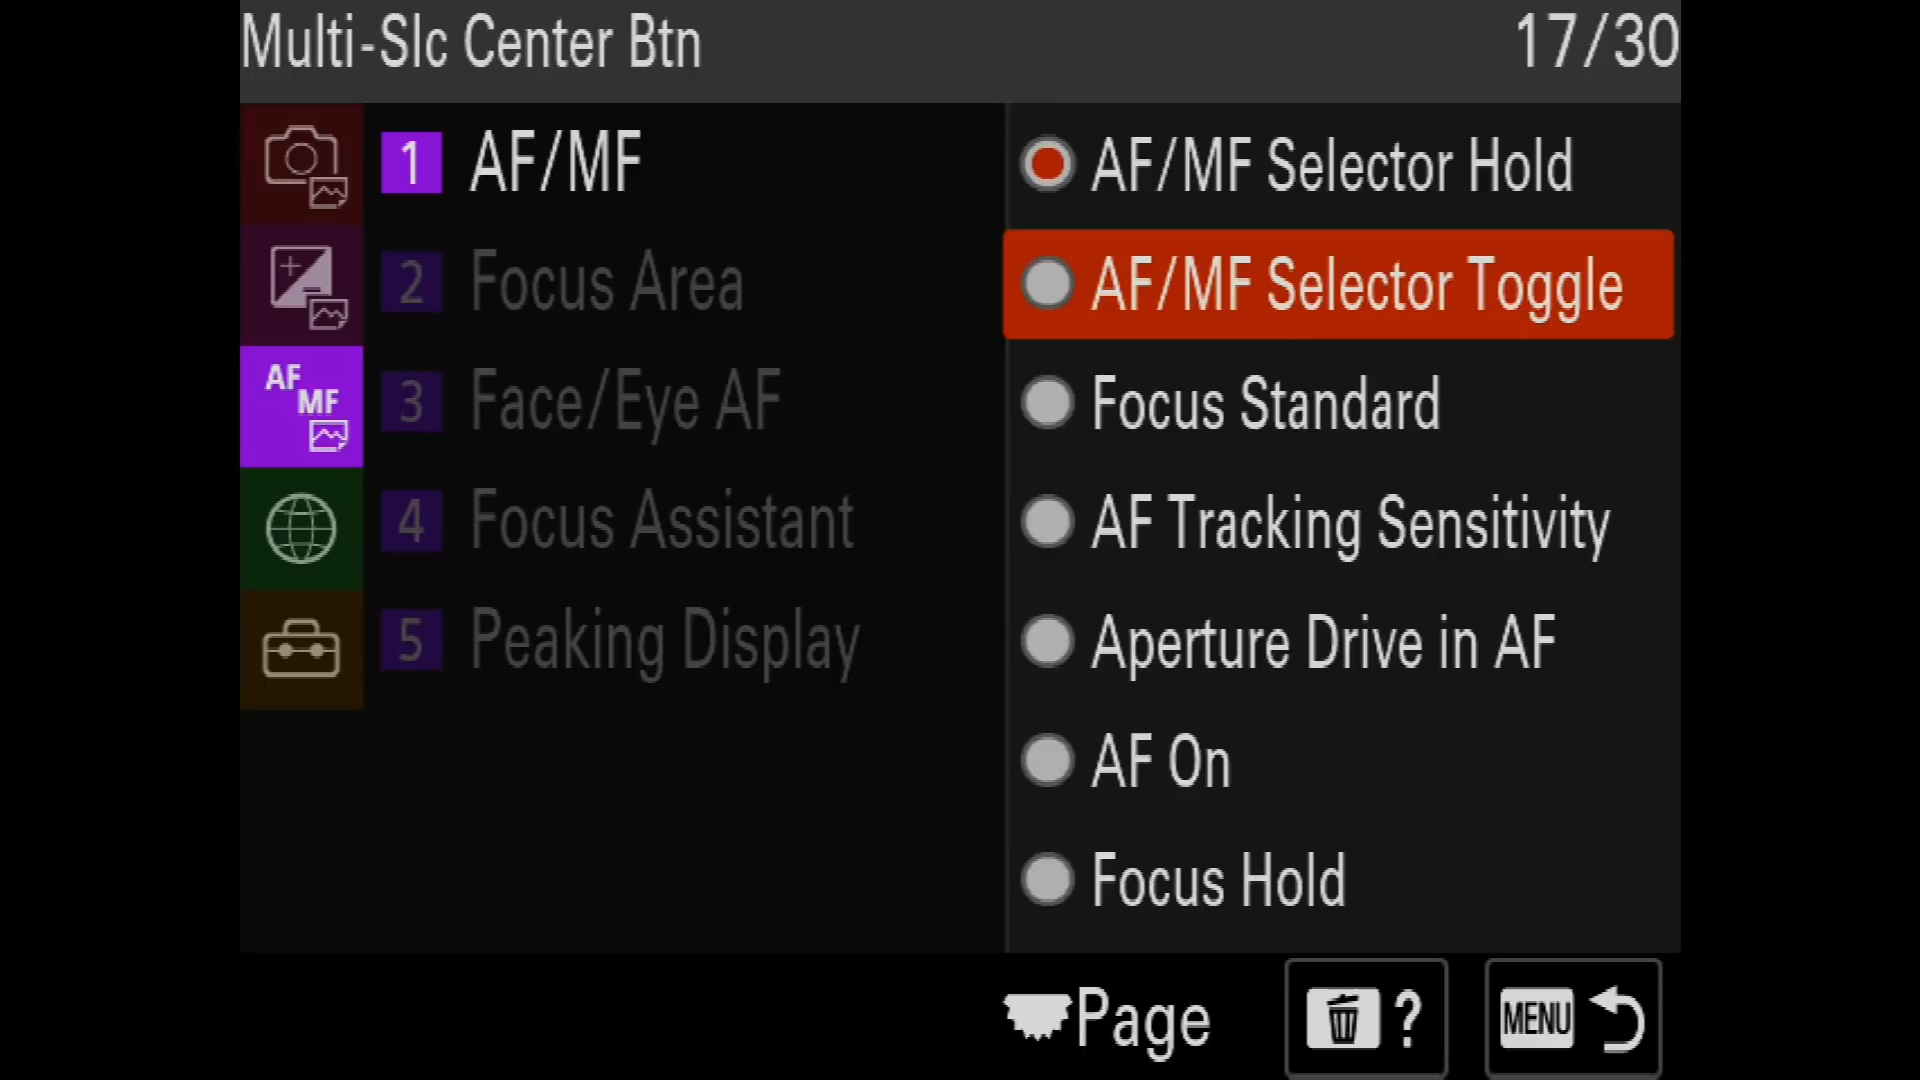 Multi-Slc Center Btn 17/30
1 AF/MF
2 Focus Area
3 Face/Eye AF
4 Focus Assistant
5 Peaking Display
AF MF
AF/MF Selector Hold
AF/MF Selector Toggle
Focus Standard
AF Tracking Sensitivity
Aperture Drive in AF
AF On
Focus Hold
Page ? MENU